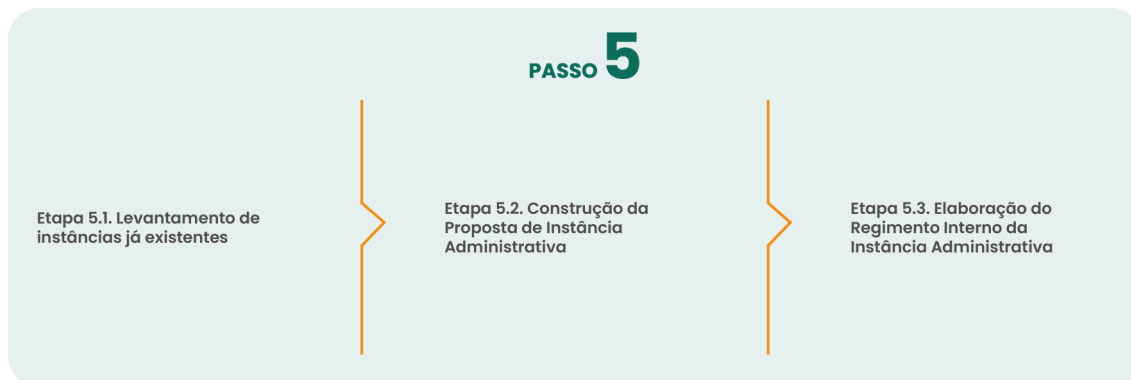 PASSO 5
Etapa 5.1. Levantamento de
instâncias já existentes
Etapa 5.2. Construção da
Proposta de Instância
Administrativa
Etapa 5.3. Elaboração do
Regimento Interno da
Instância Administrativa